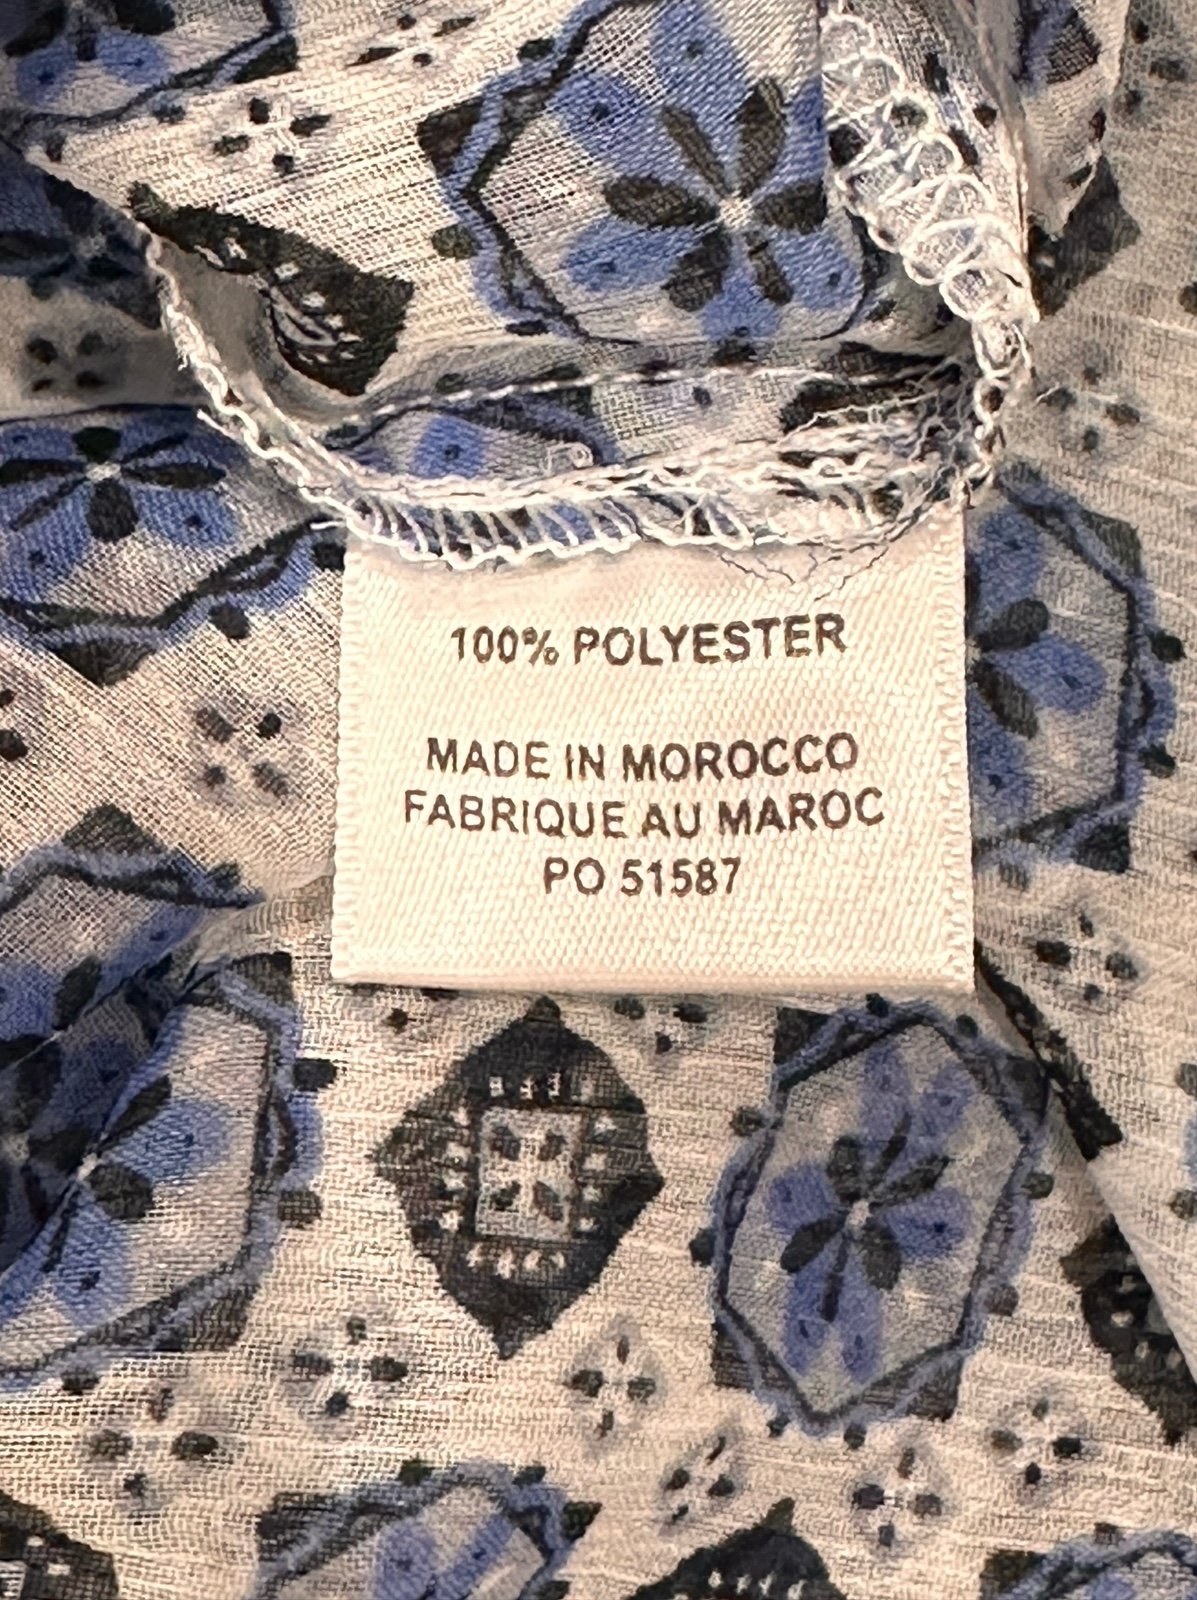 100% POLYESTER
MADE IN MOROCCO
FABRIQUE AU MAROC
PO 51587